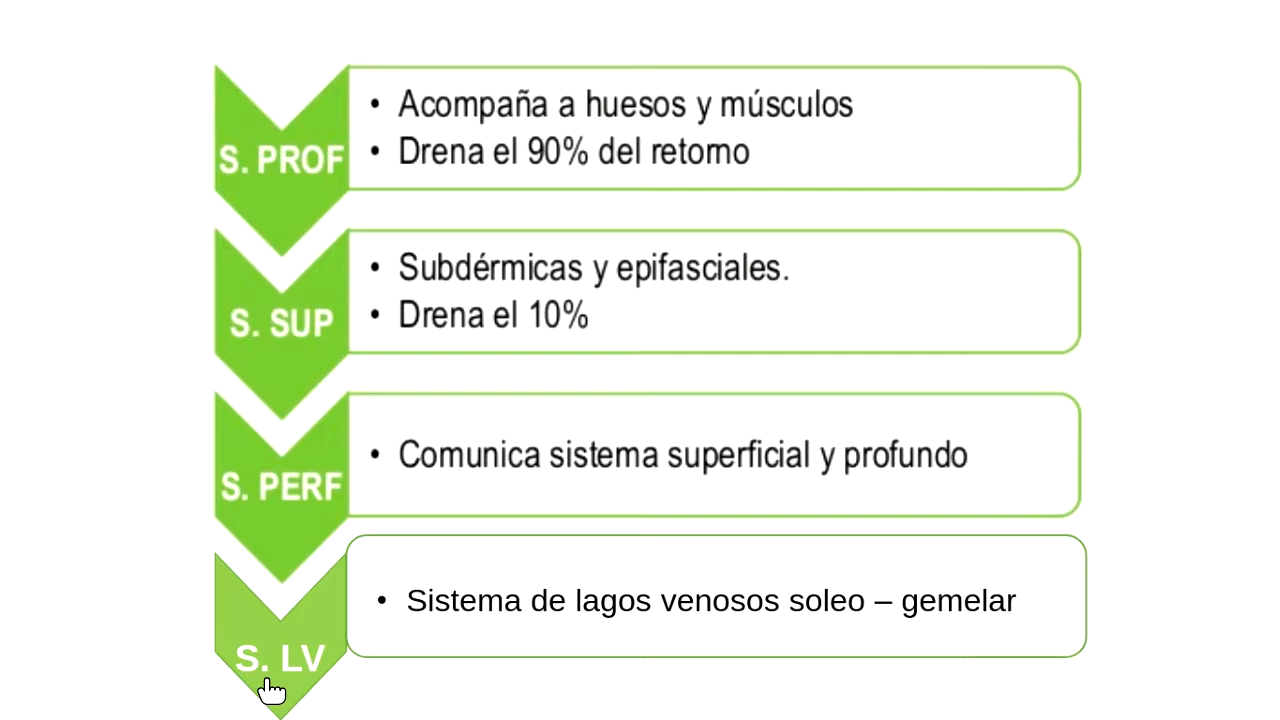 S. PROF
• Acompaña a huesos y músculos
• Drena el 90% del retorno
S. SUP
• Subdérmicas y epifasciales.
• Drena el 10%
S. PERF
• Comunica sistema superficial y profundo
S. LV
• Sistema de lagos venosos soleo – gemelar